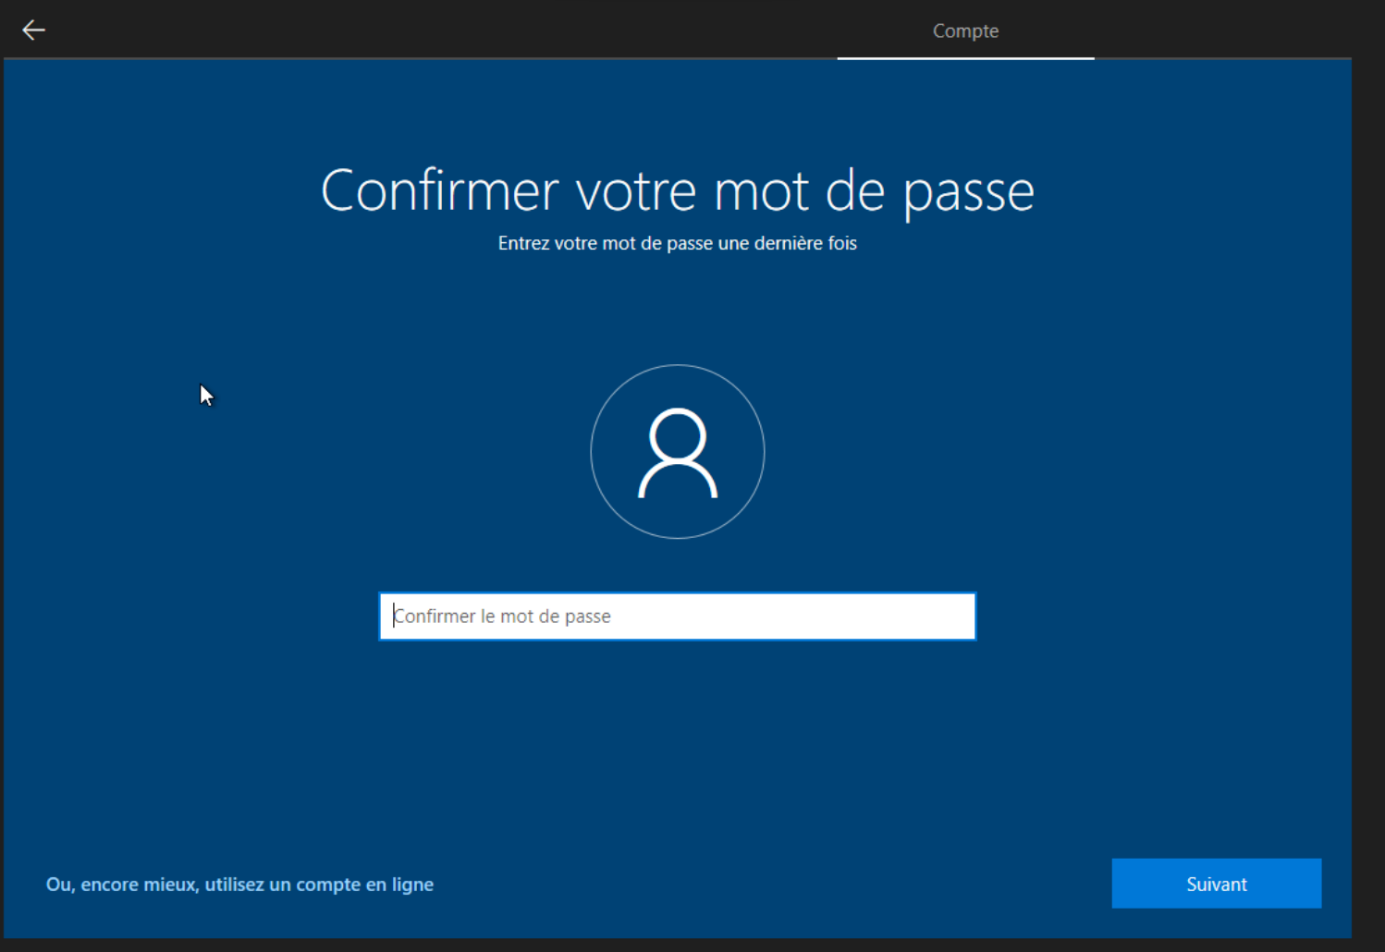 Compte
Confirmer votre mot de passe
Entrez votre mot de passe une dernière fois
Confirmer le mot de passe
Ou, encore mieux, utilisez un compte en ligne
Suivant